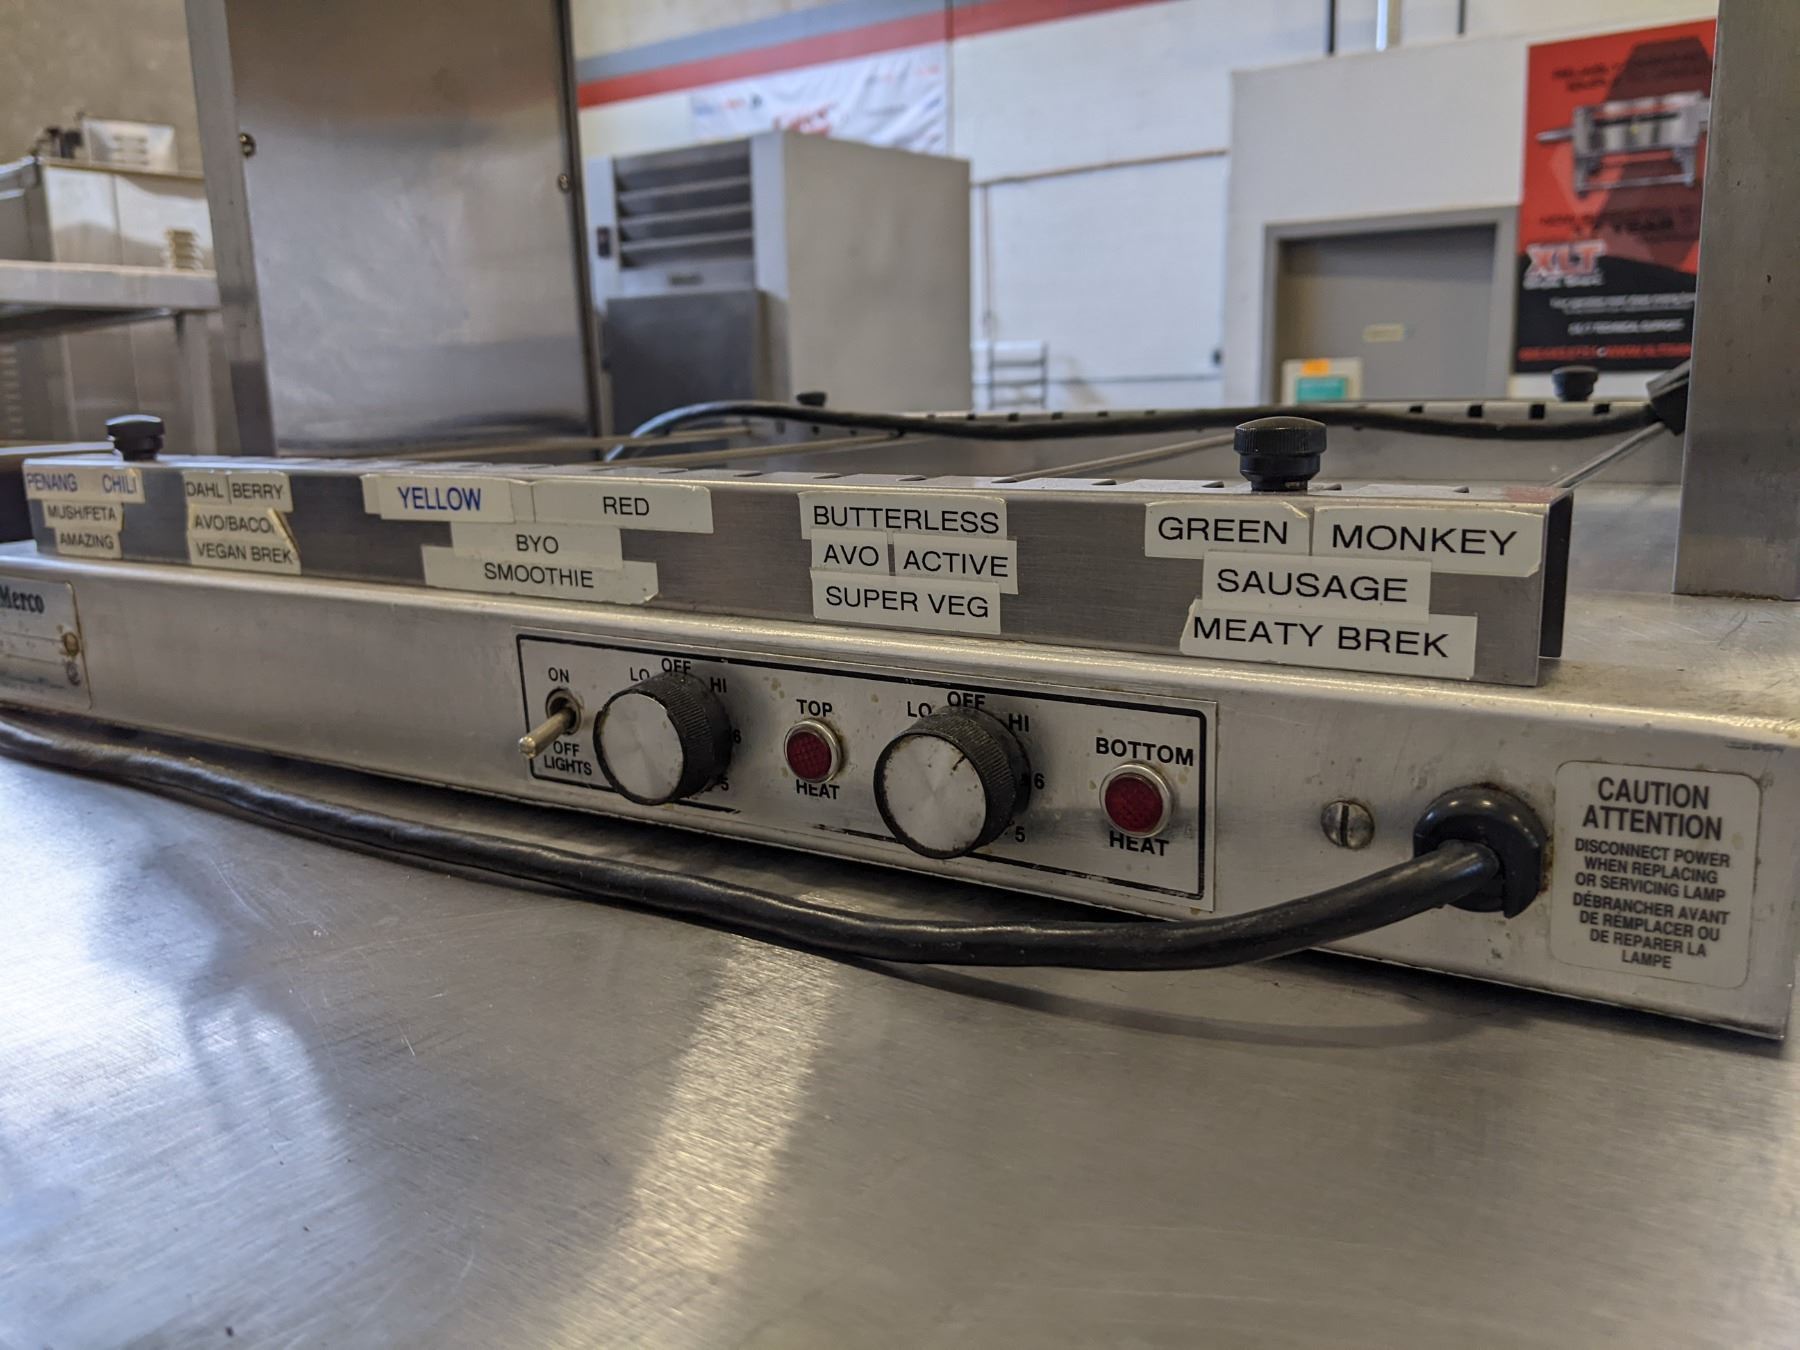 XLT
PENANG CHILI
MUSH/FETA
AMAZING
DAHL BERRY
AVO/BACON
VEGAN BREK
YELLOW RED
BYO
SMOOTHIE
BUTTERLESS
AVO ACTIVE
SUPER VEG
GREEN MONKEY
SAUSAGE
MEATY BREK
Merco
ON
OFF
LIGHTS
LO OFF HI
6
5
TOP
HEAT
LO OFF HI
6
5
BOTTOM
HEAT
CAUTION
ATTENTION
DISCONNECT POWER
WHEN REPLACING
OR SERVICING LAMP
DÉBRANCHER AVANT
DE REMPLACER OU
DE REPARER LA
LAMPE